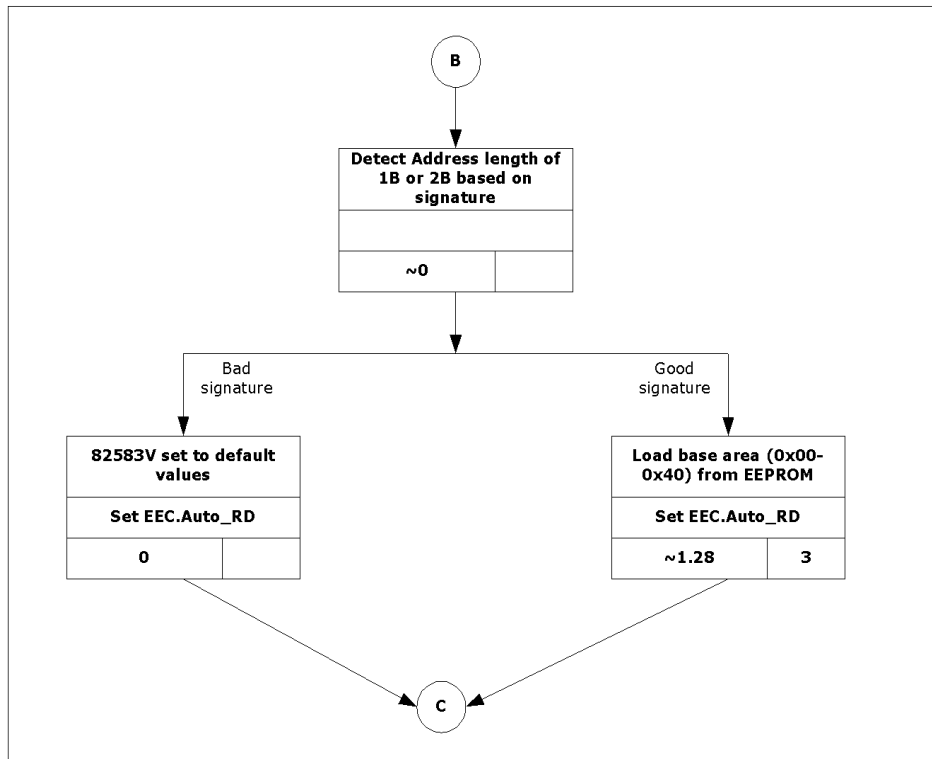 B
Detect Address length of
1B or 2B based on
signature
~0
Bad
signature
Good
signature
82583V set to default
values
Set EEC.Auto_RD
0
Load base area (0x00-
0x40) from EEPROM
Set EEC.Auto_RD
~1.28
3
C